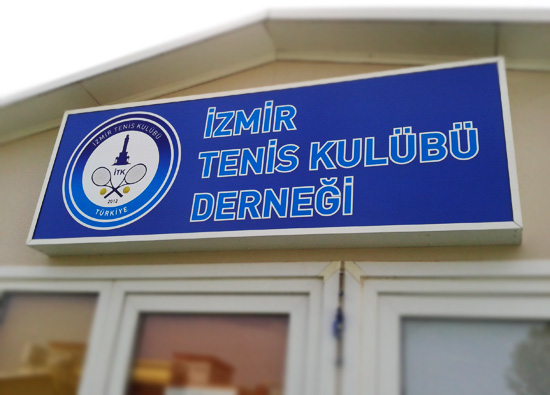 İZMİR TENİS KULÜBÜ
İTK
2012
TÜRKİYE
İZMİR
TENİS KULÜBÜ
DERNEĞİ